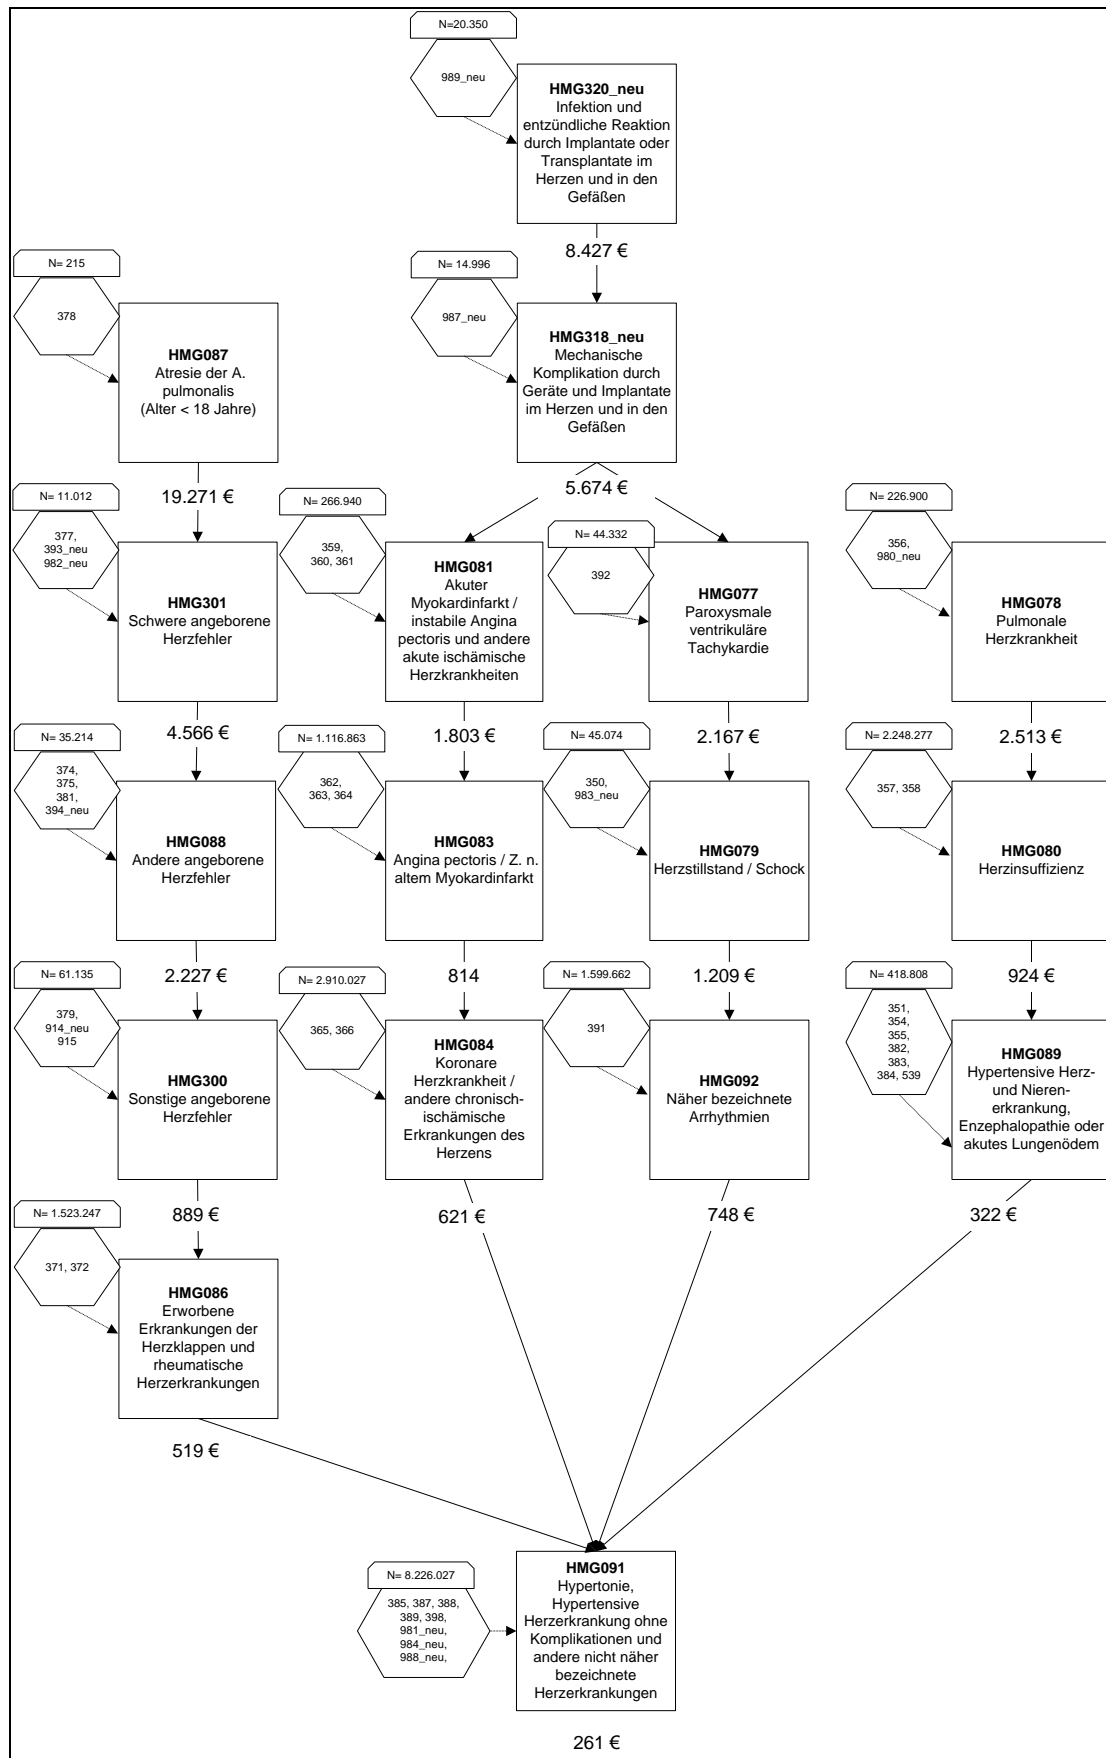 N=20.350
989_neu
HMG320_neu
Infektion und
entzündliche Reaktion
durch Implantate oder
Transplantate im
Herzen und in den
Gefäßen
8.427 €
N= 215
378
HMG087
Atresie der A.
pulmonalis
(Alter < 18 Jahre)
19.271 €
N= 14.996
987_neu
HMG318_neu
Mechanische
Komplikation durch
Geräte und Implantate
im Herzen und in den
Gefäßen
5.674 €
N= 11.012
377,
393_neu
982_neu
HMG301
Schwere angeborene
Herzfehler
4.566 €
N= 266.940
359,
360, 361
HMG081
Akuter
Myokardinfarkt /
instabile Angina
pectoris und andere
akute ischämische
Herzkrankheiten
1.803 €
N= 44.332
392
HMG077
Paroxysmale
ventrikuläre
Tachykardie
2.167 €
N= 226.900
356,
980_neu
HMG078
Pulmonale
Herzkrankheit
2.513 €
N= 35.214
374,
375,
381,
394_neu
HMG088
Andere angeborene
Herzfehler
2.227 €
N= 1.116.863
362,
363, 364
HMG083
Angina pectoris / Z. n.
altem Myokardinfarkt
814
N= 45.074
350,
983_neu
HMG079
Herzstillstand / Schock
1.209 €
N= 2.248.277
357, 358
HMG080
Herzinsuffizienz
924 €
N= 61.135
379,
914_neu
915
HMG300
Sonstige angeborene
Herzfehler
889 €
N= 2.910.027
365, 366
HMG084
Koronare
Herzkrankheit /
andere chronisch-
ischämische
Erkrankungen des
Herzens
621 €
N= 1.599.662
391
HMG092
Näher bezeichnete
Arrhythmien
748 €
N= 418.808
351,
354,
355,
382,
383,
384, 539
HMG089
Hypertensive Herz-
und Nieren-
erkrankung,
Enzephalopathie oder
akutes Lungenödem
322 €
N= 1.523.247
371, 372
HMG086
Erworbene
Erkrankungen der
Herzklappen und
rheumatische
Herzerkrankungen
519 €
N= 8.226.027
385, 387, 388,
389, 398,
981_neu,
984_neu,
988_neu,
HMG091
Hypertonie,
Hypertensive
Herzerkrankung ohne
Komplikationen und
andere nicht näher
bezeichnete
Herzerkrankungen
261 €